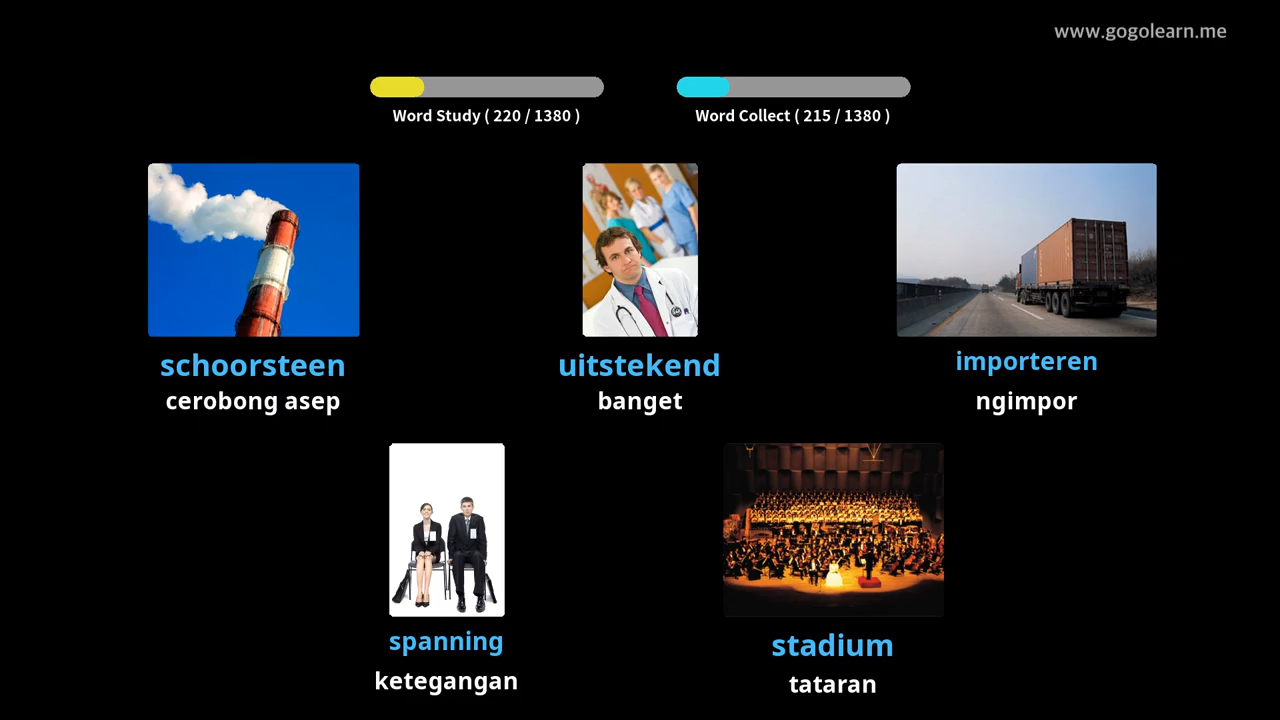 www.gogolearn.me
Word Study ( 220 / 1380 )
Word Collect ( 215 / 1380 )
schoorsteen
cerobong asep
uitstekend
banget
importeren
ngimpor
spanning
ketegangan
stadium
tataran